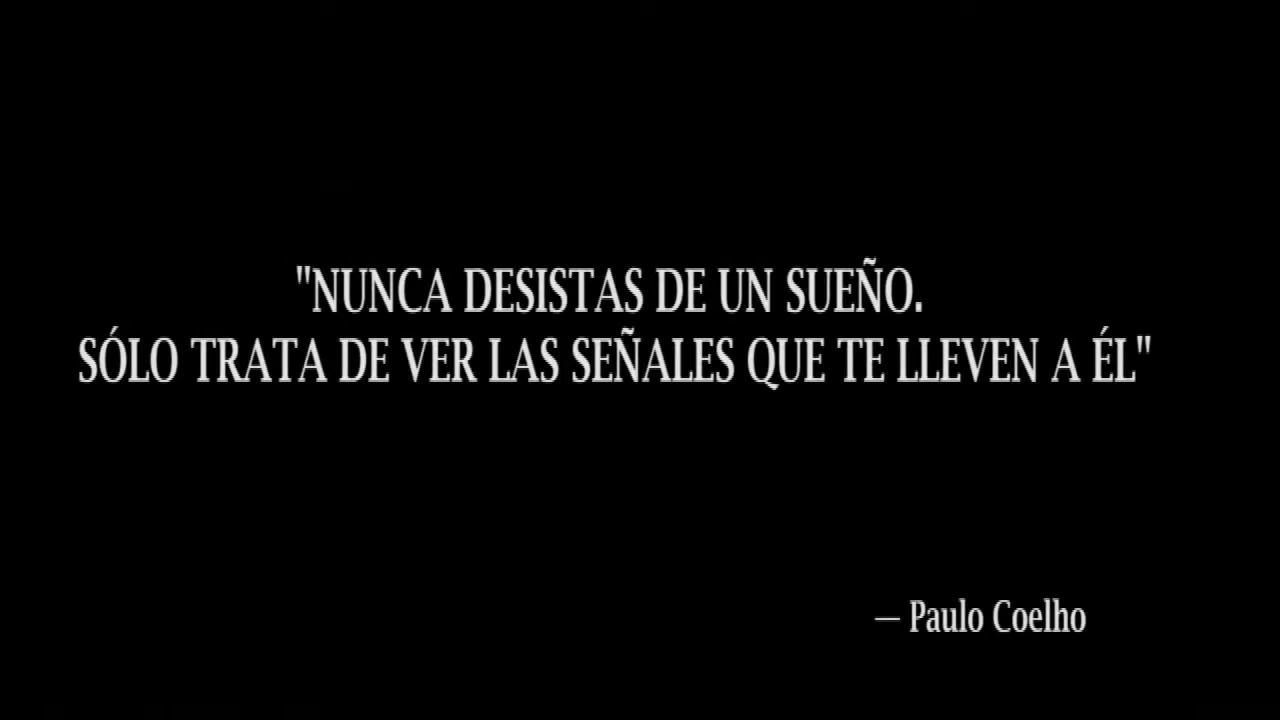 "NUNCA DESISTAS DE UN SUEÑO.
SÓLO TRATA DE VER LAS SEÑALES QUE TE LLEVEN A ÉL"
— Paulo Coelho